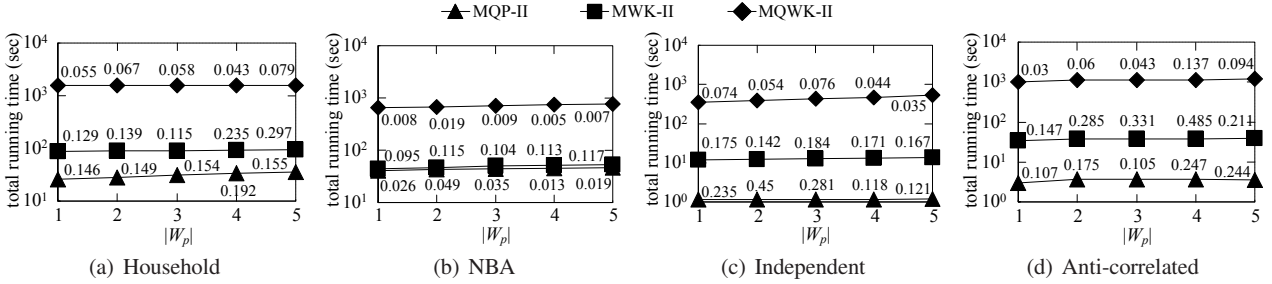 MQP-II MWK-II MQWK-II
total running time (sec)
10^4
10^3
10^2
10^1
0.055 0.067 0.058 0.043 0.079
0.129 0.139 0.115 0.235 0.297
0.146 0.149 0.154 0.192 0.155
1 2 3 4 5
|W_p|
(a) Household
total running time (sec)
10^4
10^3
10^2
10^1
0.008 0.019 0.009 0.005 0.007
0.095 0.115 0.104 0.113 0.117
0.026 0.049 0.035 0.013 0.019
1 2 3 4 5
|W_p|
(b) NBA
total running time (sec)
10^4
10^3
10^2
10^1
10^0
0.074 0.054 0.076 0.044 0.035
0.175 0.142 0.184 0.171 0.167
0.235 0.45 0.281 0.118 0.121
1 2 3 4 5
|W_p|
(c) Independent
total running time (sec)
10^4
10^3
10^2
10^1
10^0
0.03 0.06 0.043 0.137 0.094
0.147 0.285 0.331 0.485 0.211
0.107 0.175 0.105 0.247 0.244
1 2 3 4 5
|W_p|
(d) Anti-correlated